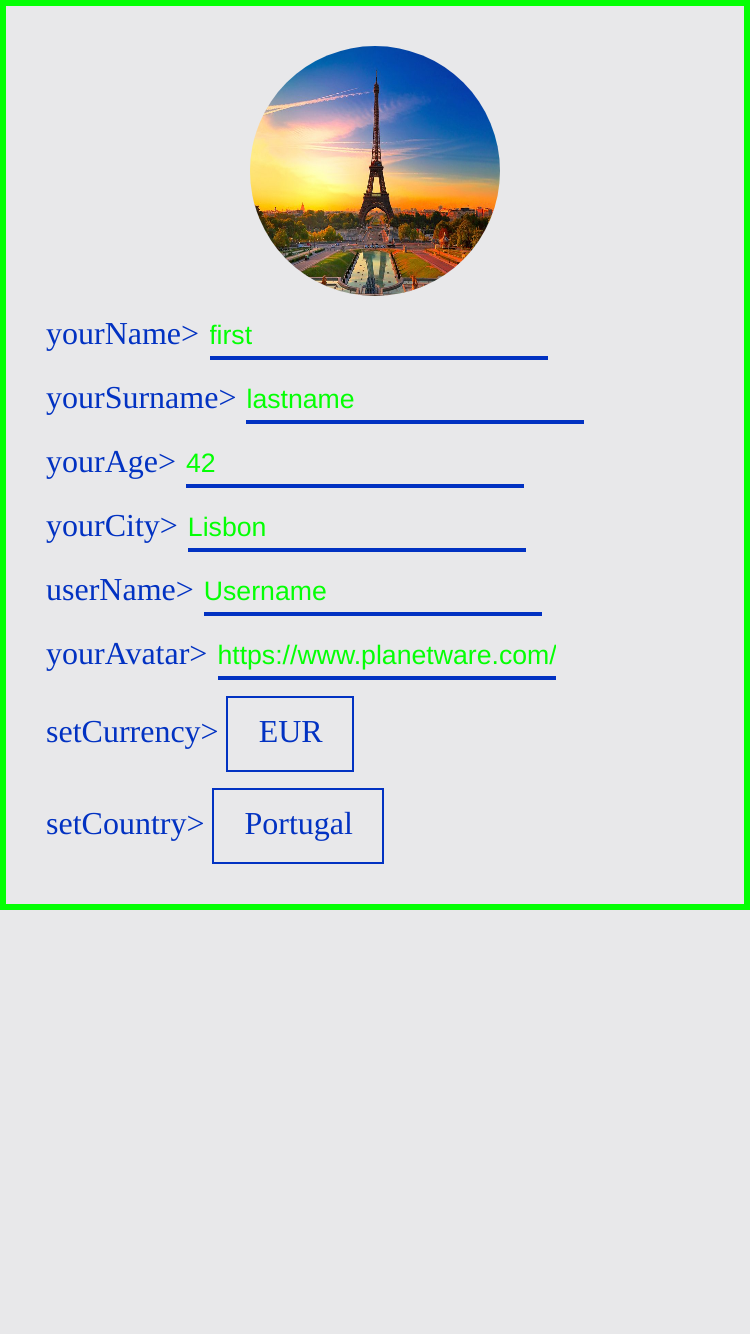 yourName> first
yourSurname> lastname
yourAge> 42
yourCity> Lisbon
userName> Username
yourAvatar> https://www.planetware.com/
setCurrency> EUR
setCountry> Portugal